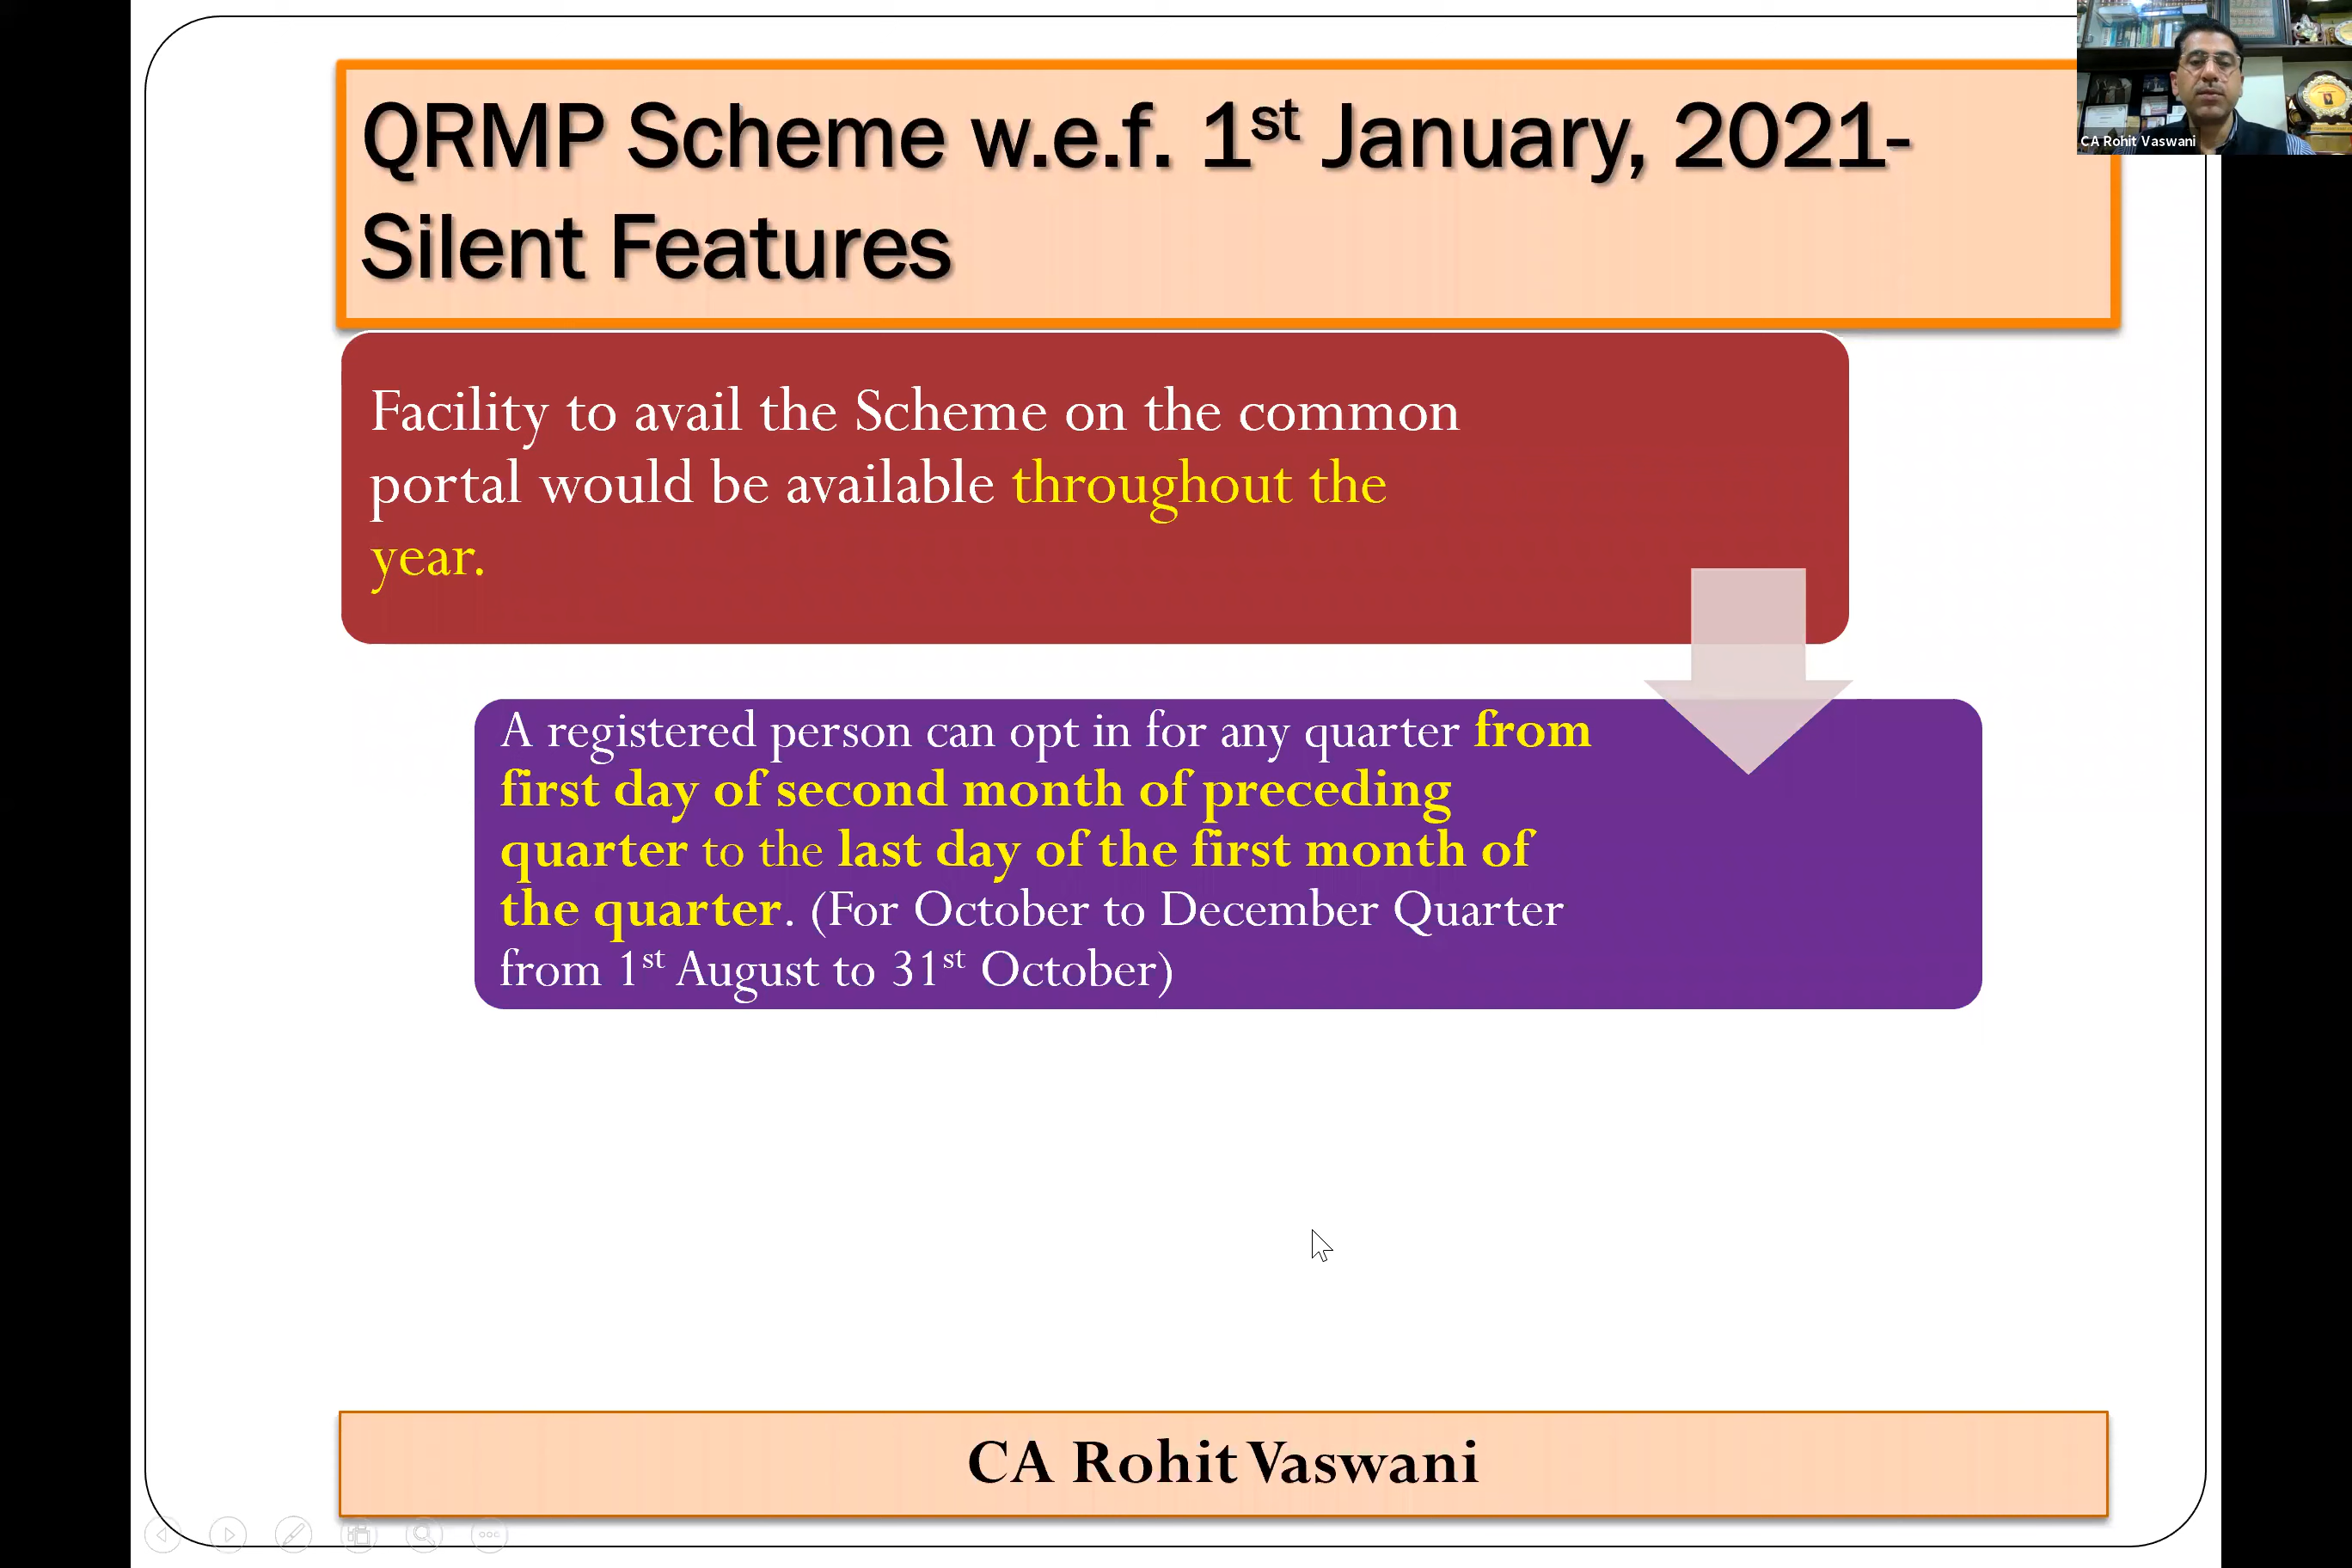 QRMP Scheme w.e.f. 1st January, 2021-
Silent Features
CA Rohit Vaswani
Facility to avail the Scheme on the common
portal would be available throughout the
year.
A registered person can opt in for any quarter from
first day of second month of preceding
quarter to the last day of the first month of
the quarter. (For October to December Quarter
from 1st August to 31st October)
CA Rohit Vaswani